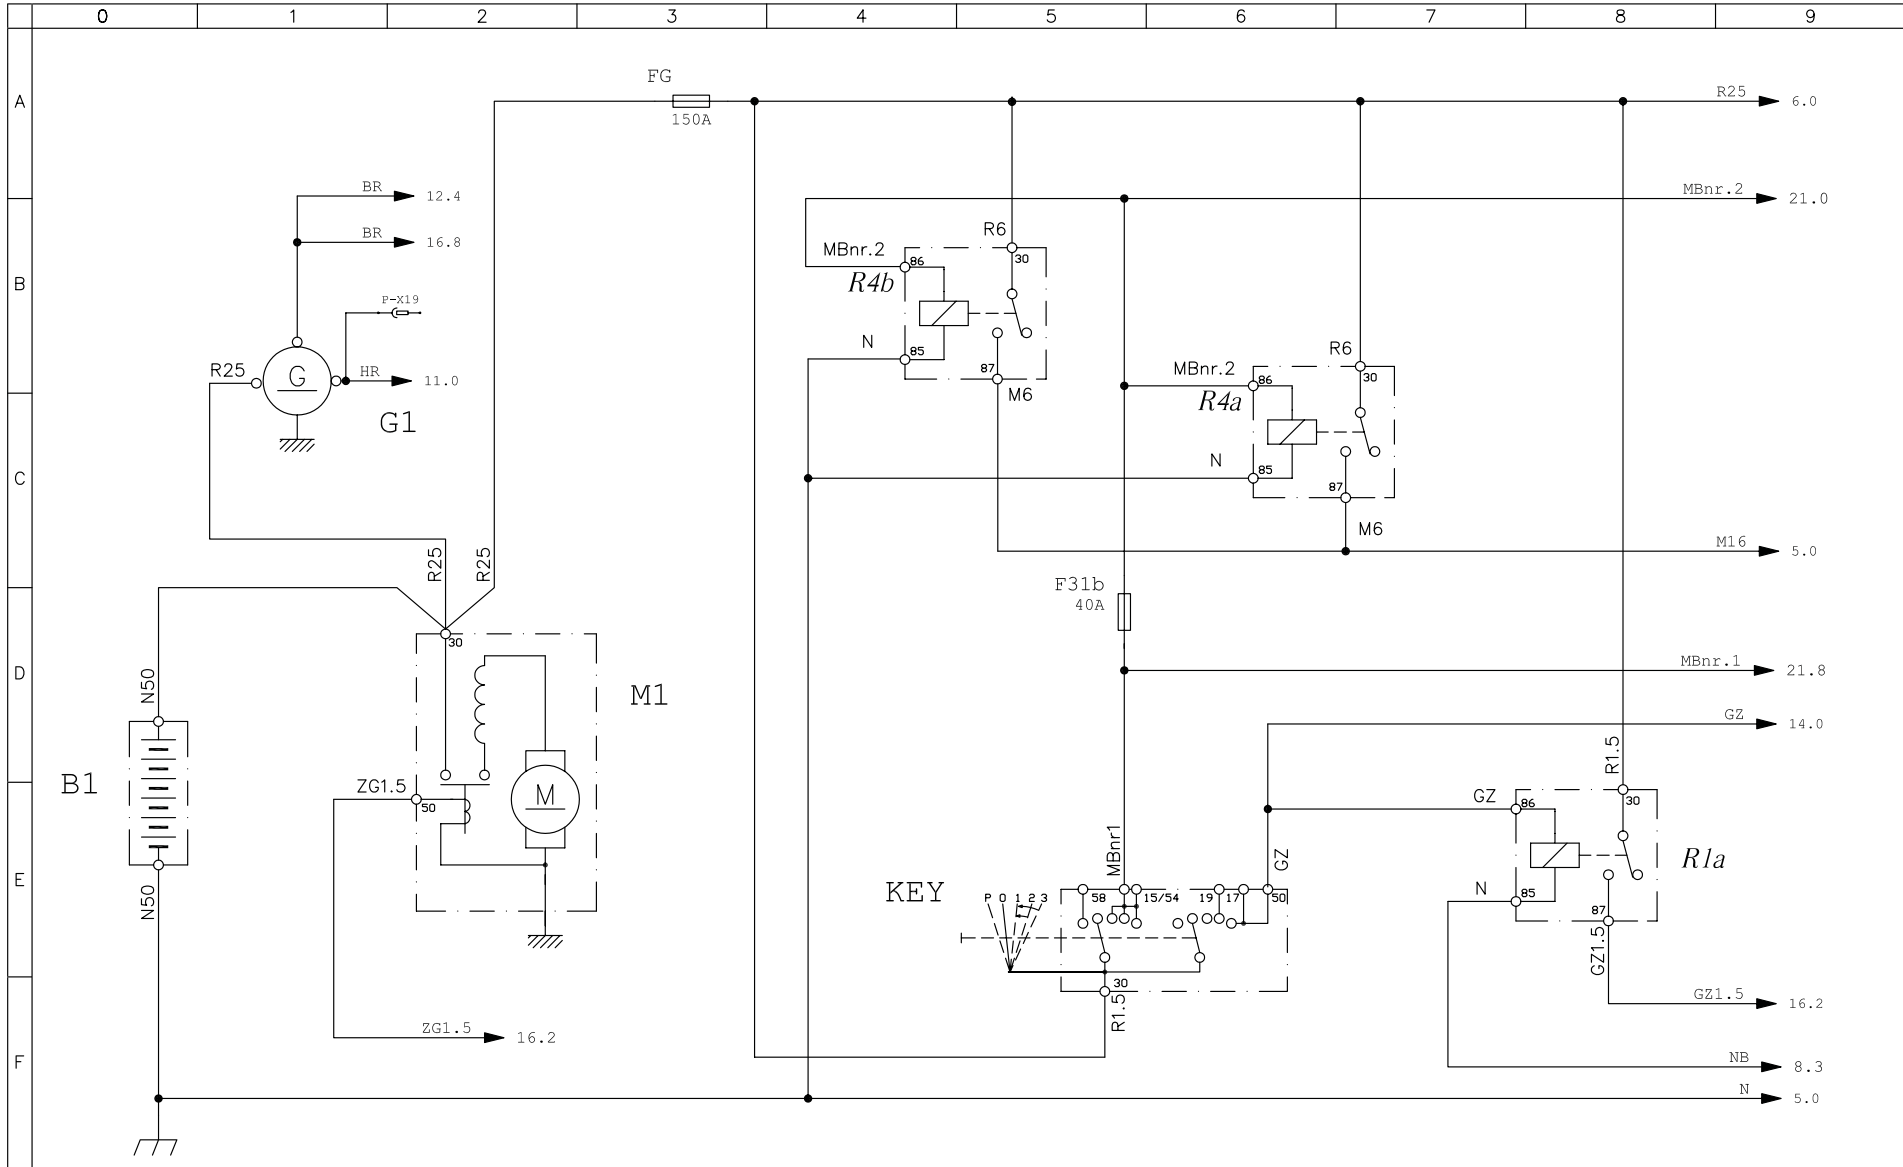 0 1 2 3 4 5 6 7 8 9
A
FG
150A
R25 6.0
BR 12.4
MBnr.2 21.0
BR 16.8
R6
B
MBnr.2
86
30
R4b
P-X19
N
85
87
M6
R25
G
HR 11.0
G1
R6
MBnr.2
86
30
R4a
C
N
85
87
M6
R25
R25
M16 5.0
F31b
40A
30
D
N50
M1
MBnr.1 21.8
GZ 14.0
R1.5
B1
ZG1.5
50
M
GZ
86
30
R1a
MBnr1
GZ
E
KEY
P 0 1 2 3
58 15/54 19 17 50
N
85
87
N50
GZ1.5
30
R1.5
GZ1.5 16.2
ZG1.5 16.2
F
NB 8.3
N 5.0